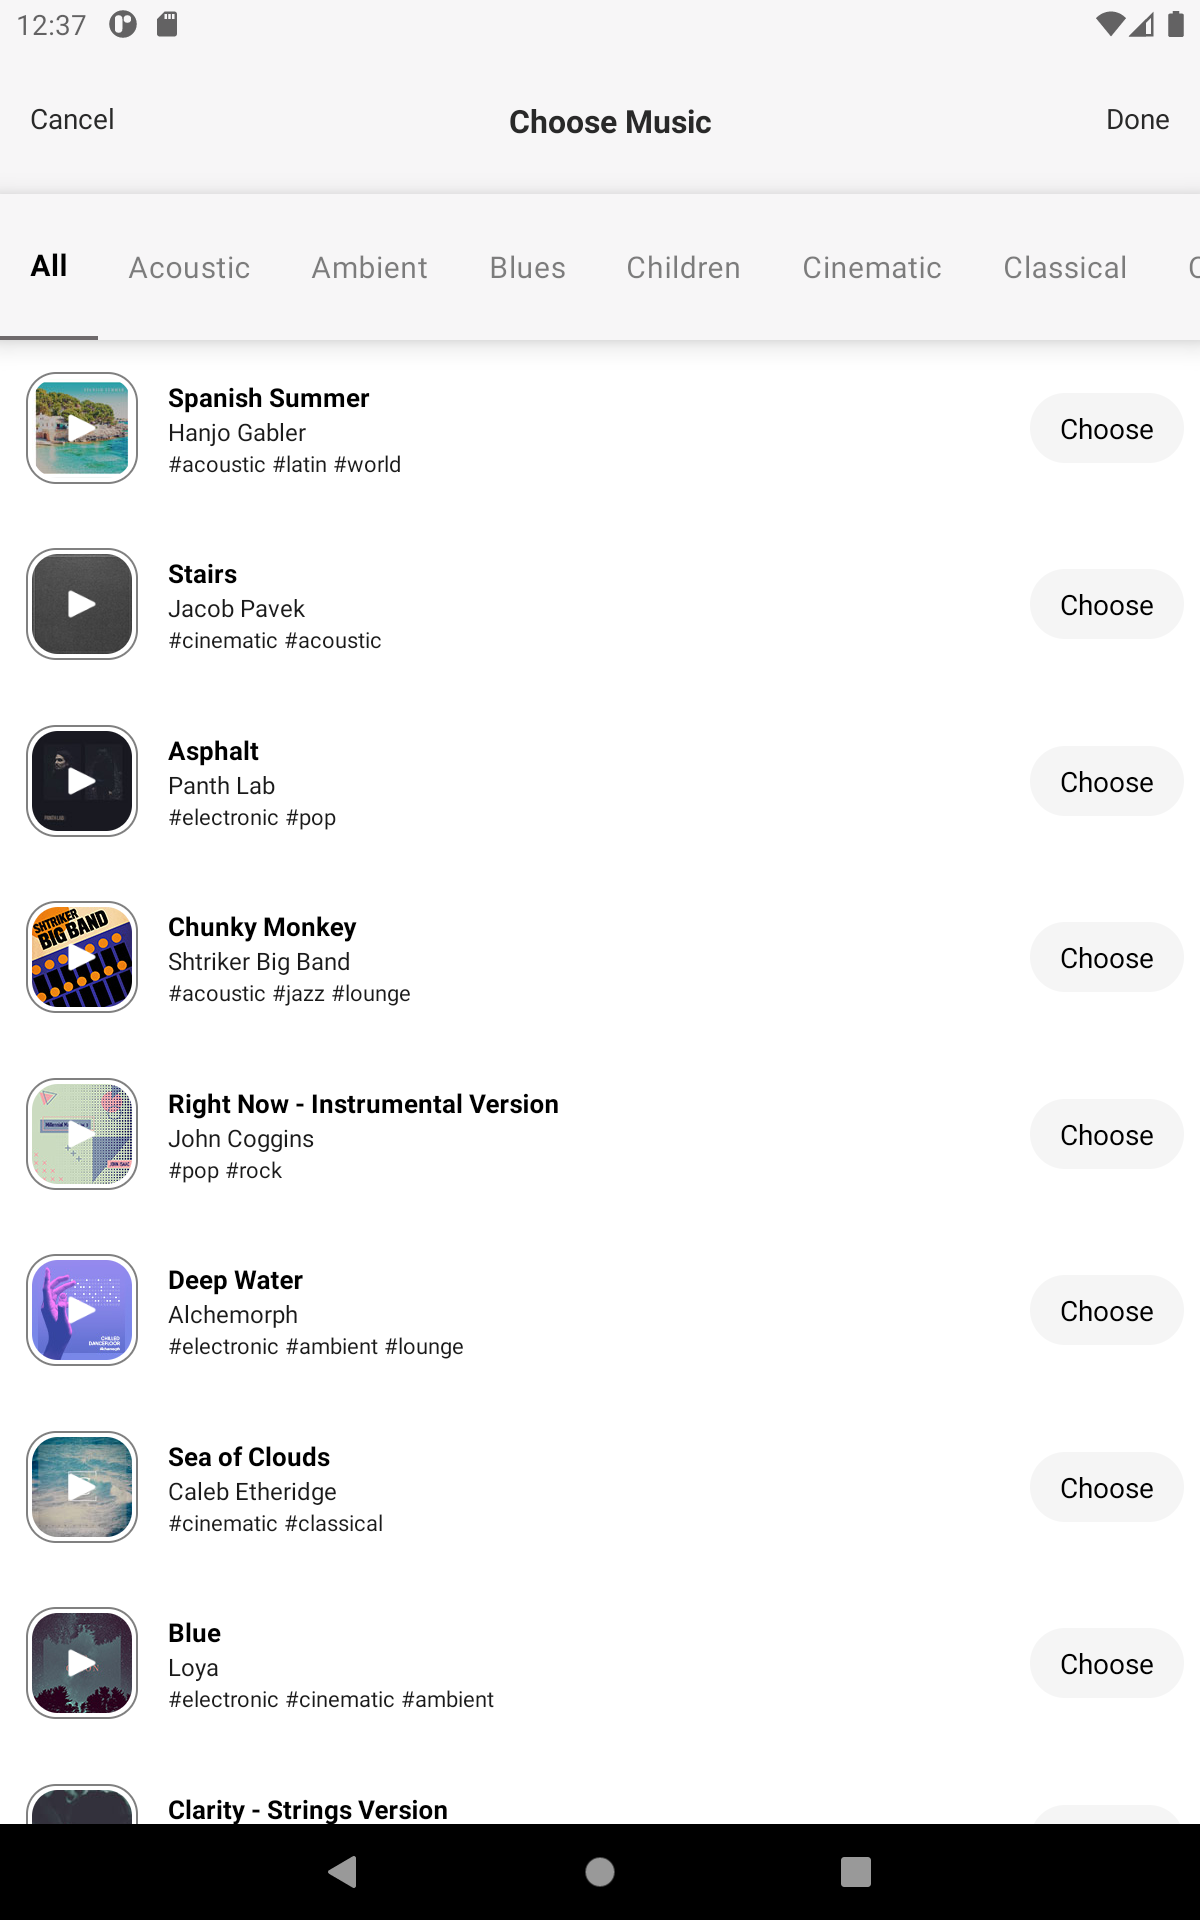 12:37
Cancel
Choose Music
Done
All
Acoustic
Ambient
Blues
Children
Cinematic
Classical
Spanish Summer
Hanjo Gabler
#acoustic #latin #world
Choose
Stairs
Jacob Pavek
#cinematic #acoustic
Choose
Asphalt
Panth Lab
#electronic #pop
Choose
SHTRIKER
BIG BAND
Chunky Monkey
Shtriker Big Band
#acoustic #jazz #lounge
Choose
Right Now - Instrumental Version
John Coggins
#pop #rock
Choose
CHILLED
DANCEFLOOR
Alchemorph
Deep Water
Alchemorph
#electronic #ambient #lounge
Choose
Sea of Clouds
Caleb Etheridge
#cinematic #classical
Choose
Blue
Loya
#electronic #cinematic #ambient
Choose
Clarity - Strings Version